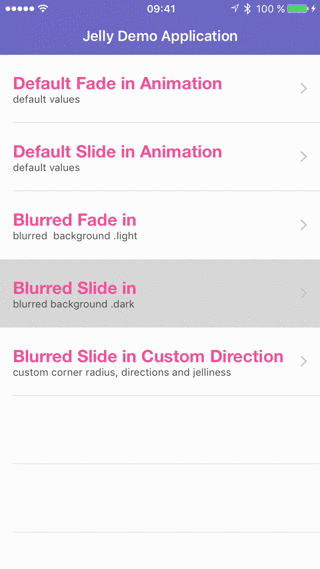 09:41 100 %
Jelly Demo Application
Default Fade in Animation
default values
Default Slide in Animation
default values
Blurred Fade in
blurred  background .light
Blurred Slide in
blurred background .dark
Blurred Slide in Custom Direction
custom corner radius, directions and jelliness